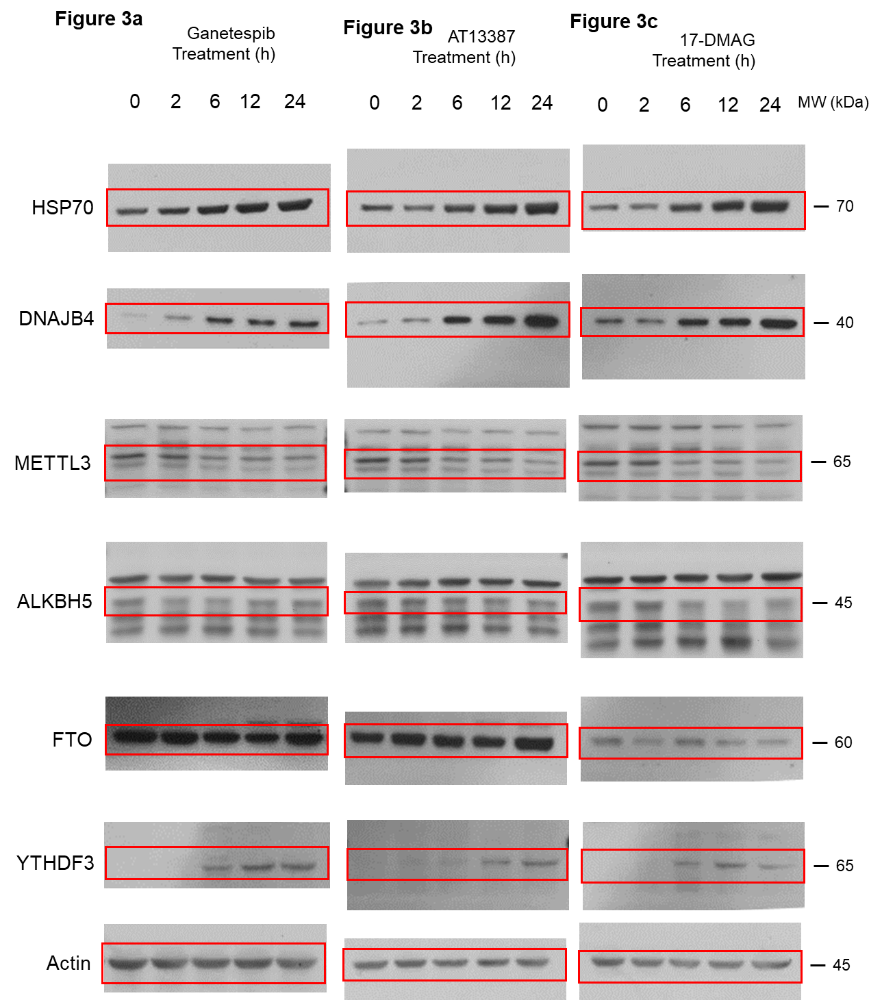 Figure 3a
Ganetespib
Treatment (h)
0 2 6 12 24
Figure 3b
AT13387
Treatment (h)
0 2 6 12 24
Figure 3c
17-DMAG
Treatment (h)
0 2 6 12 24
MW (kDa)
HSP70
70
DNAJB4
40
METTL3
65
ALKBH5
45
FTO
60
YTHDF3
65
Actin
45